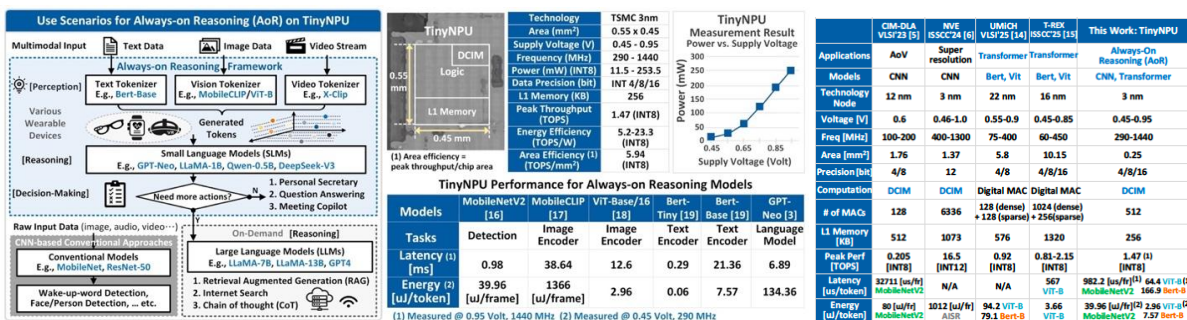 Use Scenarios for Always-on Reasoning (AoR) on TinyNPU
Multimodal Input
Text Data
Image Data
Video Stream
Always-on Reasoning Framework
[Perception]
Text Tokenizer
E.g., Bert-Base
Vision Tokenizer
E.g., MobileCLIP/ViT-B
Video Tokenizer
E.g., X-Clip
Various
Wearable
Devices
Generated
Tokens
[Reasoning]
Small Language Models (SLMs)
E.g., GPT-Neo, LLaMA-1B, Qwen-0.5B, DeepSeek-V3
[Decision-Making]
Need more actions?
N
Y
1. Personal Secretary
2. Question Answering
3. Meeting Copilot
Raw Input Data (image, audio, video⋯)
CNN-based Conventional Approaches
Conventional Models
E.g., MobileNet, ResNet-50
Wake-up-word Detection,
Face/Person Detection, ... etc.
On-Demand [Reasoning]
Large Language Models (LLMs)
E.g., LLaMA-7B, LLaMA-13B, GPT4
1. Retrieval Augmented Generation (RAG)
2. Internet Search
3. Chain of thought (CoT)
TinyNPU
DCIM
Logic
L1 Memory
0.55
mm
0.45 mm
(1) Area efficiency =
peak throughput/chip area
Technology TSMC 3nm
Area (mm²) 0.55 x 0.45
Supply Voltage (V) 0.45 - 0.95
Frequency (MHz) 290 - 1440
Power (mW) (INT8) 11.5 - 253.5
Data Precision (bit) INT 4/8/16
L1 Memory (KB) 256
Peak Throughput
(TOPS)
1.47 (INT8)
Energy Efficiency
(TOPS/W)
5.2-23.3
(INT8)
Area Efficiency (1)
(TOPS/mm²)
5.94
(INT8)
TinyNPU
Measurement Result
Power vs. Supply Voltage
Power (mW)
300
250
200
150
100
50
0
0.45 0.65 0.85
Supply Voltage (Volt)
TinyNPU Performance for Always-on Reasoning Models
Models MobileNetV2 [16] MobileCLIP [17] ViT-Base/16 [18] Bert-Tiny [19] Bert-Base [19] GPT-Neo [3]
Tasks Detection Image Encoder Image Encoder Text Encoder Text Encoder Language Model
Latency (1) [ms] 0.98 38.64 12.6 0.29 21.36 6.89
Energy (2) [uJ/token] 39.96 [uJ/frame] 1366 [uJ/frame] 2.96 0.06 7.57 134.36
(1) Measured @ 0.95 Volt, 1440 MHz (2) Measured @ 0.45 Volt, 290 MHz
CIM-DLA VLSI'23 [5] NVE ISSCC'24 [6] UMiCH VLSI'25 [14] T-REX ISSCC'25 [15] This Work: TinyNPU
Applications AoV Super resolution Transformer Transformer Always-On Reasoning (AoR)
Models CNN CNN Bert, Vit Bert, Vit CNN, Transformer
Technology Node 12 nm 3 nm 22 nm 16 nm 3 nm
Voltage [V] 0.6 0.46-1.0 0.55-0.9 0.45-0.85 0.45-0.95
Freq [MHz] 100-200 400-1300 75-400 60-450 290-1440
Area [mm²] 1.76 1.37 5.8 10.15 0.25
Precision[bit] 4/8 12 4/8 4/8/16 4/8/16
Computation DCIM DCIM Digital MAC Digital MAC DCIM
# of MACs 128 6336 128 (dense) + 128 (sparse) 1024 (dense) +256(sparse) 512
L1 Memory [KB] 512 1073 576 1320 256
Peak Perf [TOPS] 0.205 [INT8] 16.5 [INT12] 0.92 [INT8] 0.81-2.15 [INT8] 1.47 (1) [INT8]
Latency [us/token] 32711 [us/fr] MobileNetV2 N/A N/A 567 ViT-B 982.2 [us/fr](1) MobileNetV2 64.4 ViT-B 166.9 Bert-B
Energy [uJ/token] 80 [uJ/fr] MobileNetV2 1012 [uJ/fr] AISR 94.2 ViT-B 79.1 Bert-B 3.66 ViT-B 39.96 [uJ/fr](2) MobileNetV2 2.96 ViT-B 7.57 Bert-B